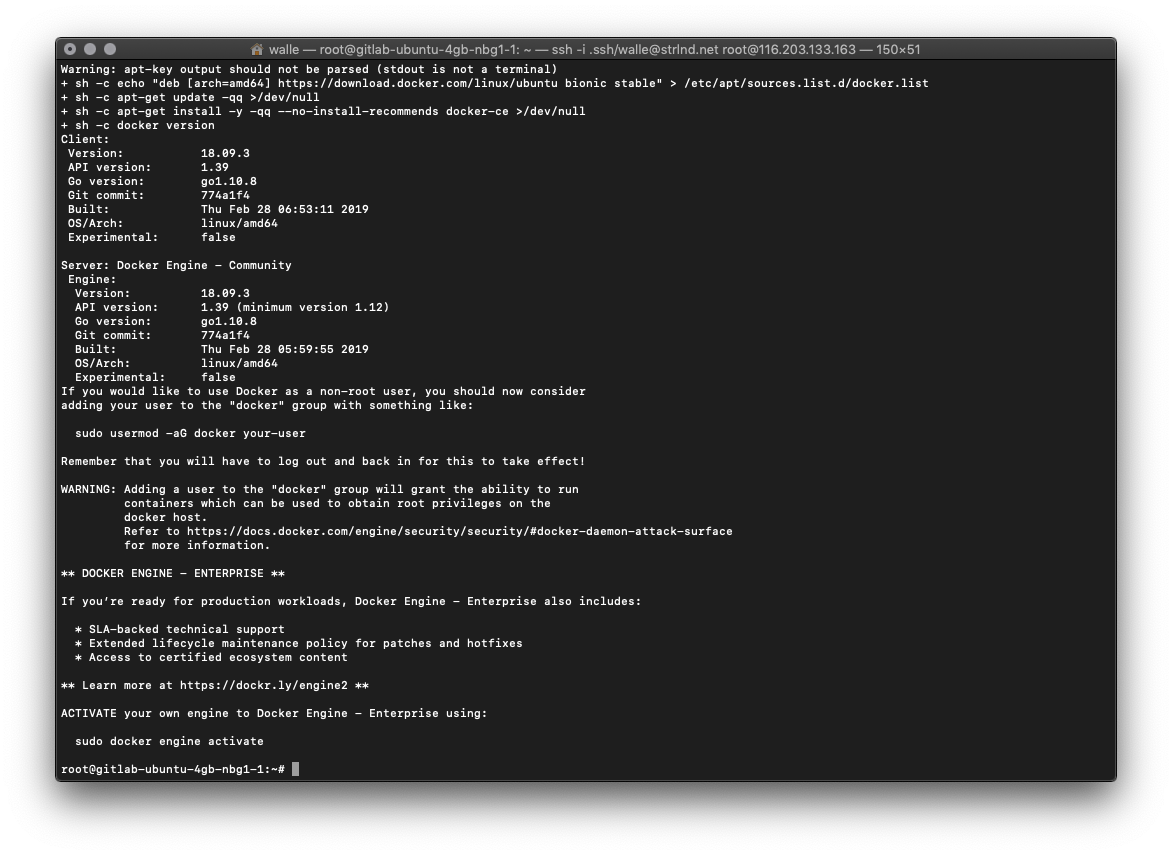 walle — root@gitlab-ubuntu-4gb-nbg1-1: ~ — ssh -i .ssh/walle@strlnd.net root@116.203.133.163 — 150×51
Warning: apt-key output should not be parsed (stdout is not a terminal)
+ sh -c echo "deb [arch=amd64] https://download.docker.com/linux/ubuntu bionic stable" > /etc/apt/sources.list.d/docker.list
+ sh -c apt-get update -qq >/dev/null
+ sh -c apt-get install -y -qq --no-install-recommends docker-ce >/dev/null
+ sh -c docker version
Client:
 Version:           18.09.3
 API version:       1.39
 Go version:        go1.10.8
 Git commit:        774a1f4
 Built:             Thu Feb 28 06:53:11 2019
 OS/Arch:           linux/amd64
 Experimental:      false

Server: Docker Engine - Community
 Engine:
  Version:          18.09.3
  API version:      1.39 (minimum version 1.12)
  Go version:       go1.10.8
  Git commit:       774a1f4
  Built:            Thu Feb 28 05:59:55 2019
  OS/Arch:          linux/amd64
  Experimental:     false
If you would like to use Docker as a non-root user, you should now consider
adding your user to the "docker" group with something like:

  sudo usermod -aG docker your-user

Remember that you will have to log out and back in for this to take effect!

WARNING: Adding a user to the "docker" group will grant the ability to run
         containers which can be used to obtain root privileges on the
         docker host.
         Refer to https://docs.docker.com/engine/security/security/#docker-daemon-attack-surface
         for more information.

** DOCKER ENGINE - ENTERPRISE **

If you’re ready for production workloads, Docker Engine - Enterprise also includes:

  * SLA-backed technical support
  * Extended lifecycle maintenance policy for patches and hotfixes
  * Access to certified ecosystem content

** Learn more at https://dockr.ly/engine2 **

ACTIVATE your own engine to Docker Engine - Enterprise using:

  sudo docker engine activate

root@gitlab-ubuntu-4gb-nbg1-1:~#